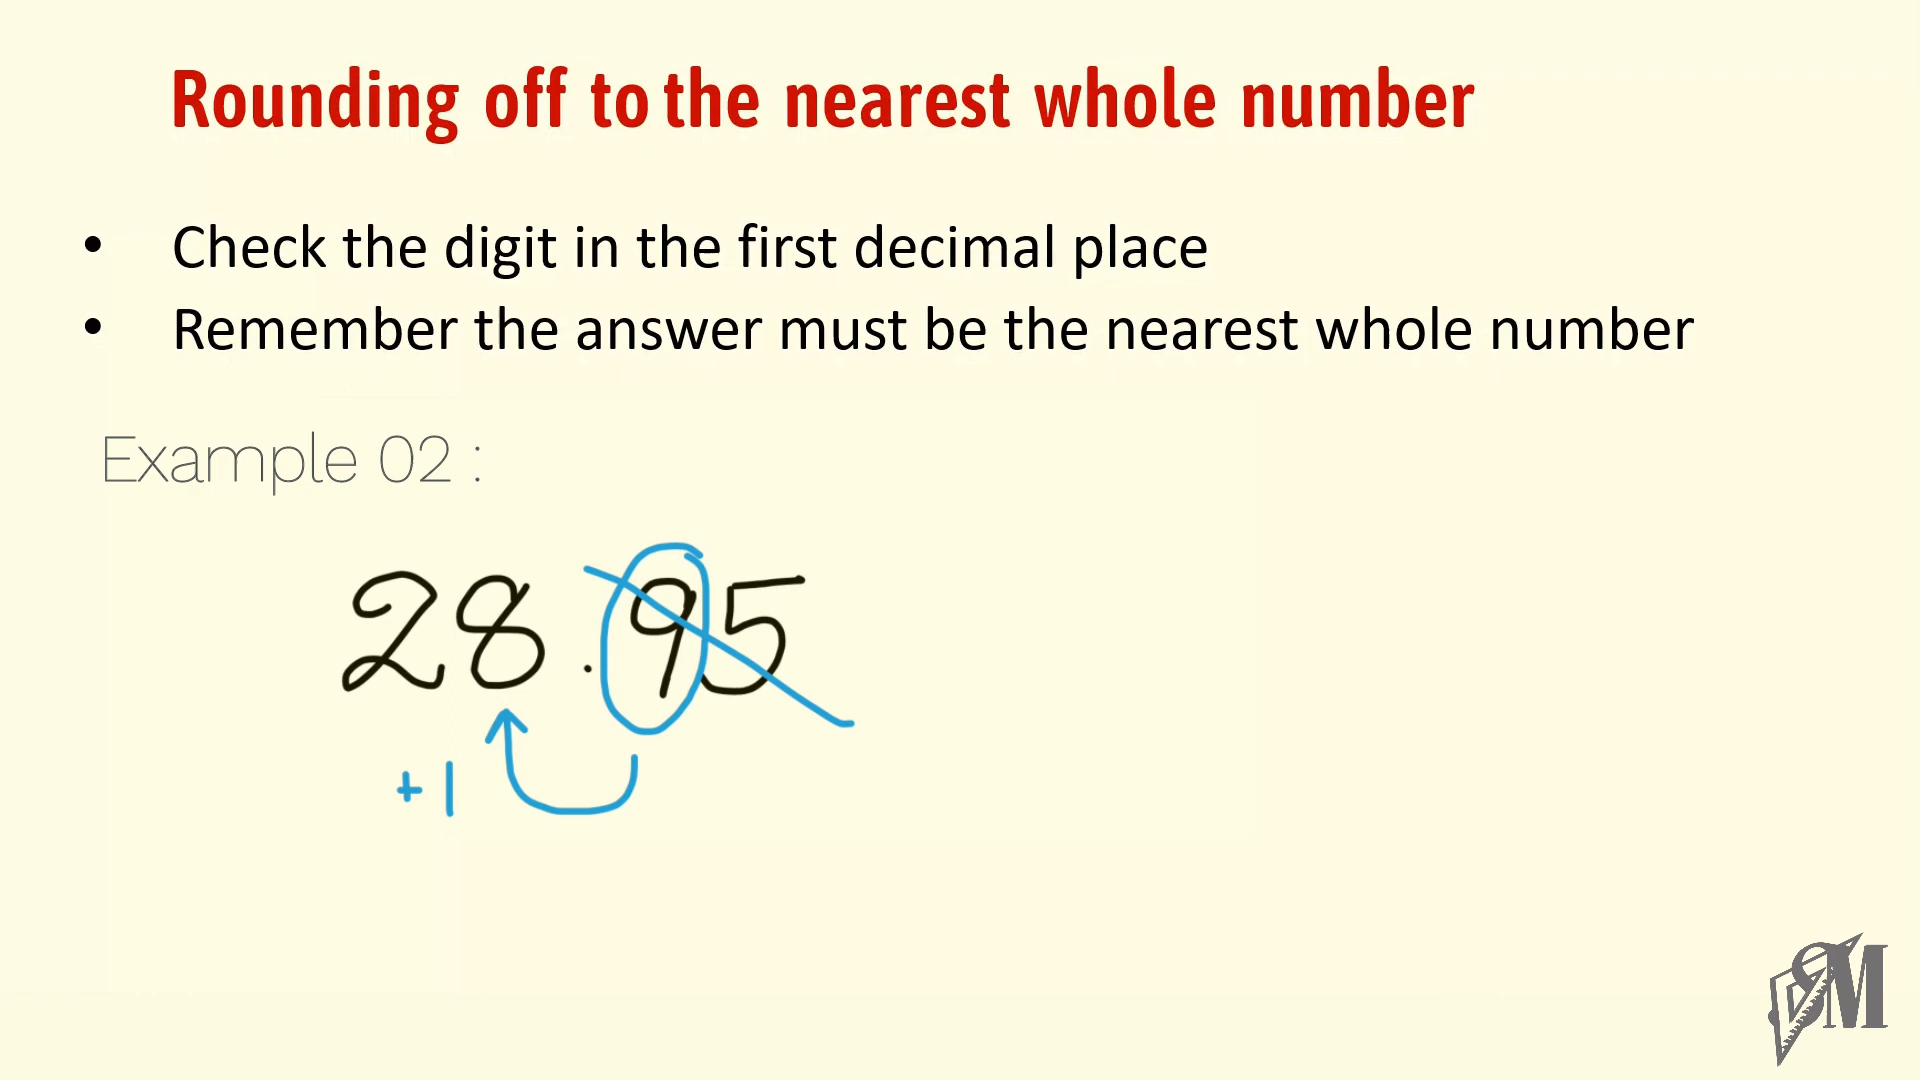 Rounding off to the nearest whole number
• Check the digit in the first decimal place
• Remember the answer must be the nearest whole number
Example 02 :
28.95
+1
SM